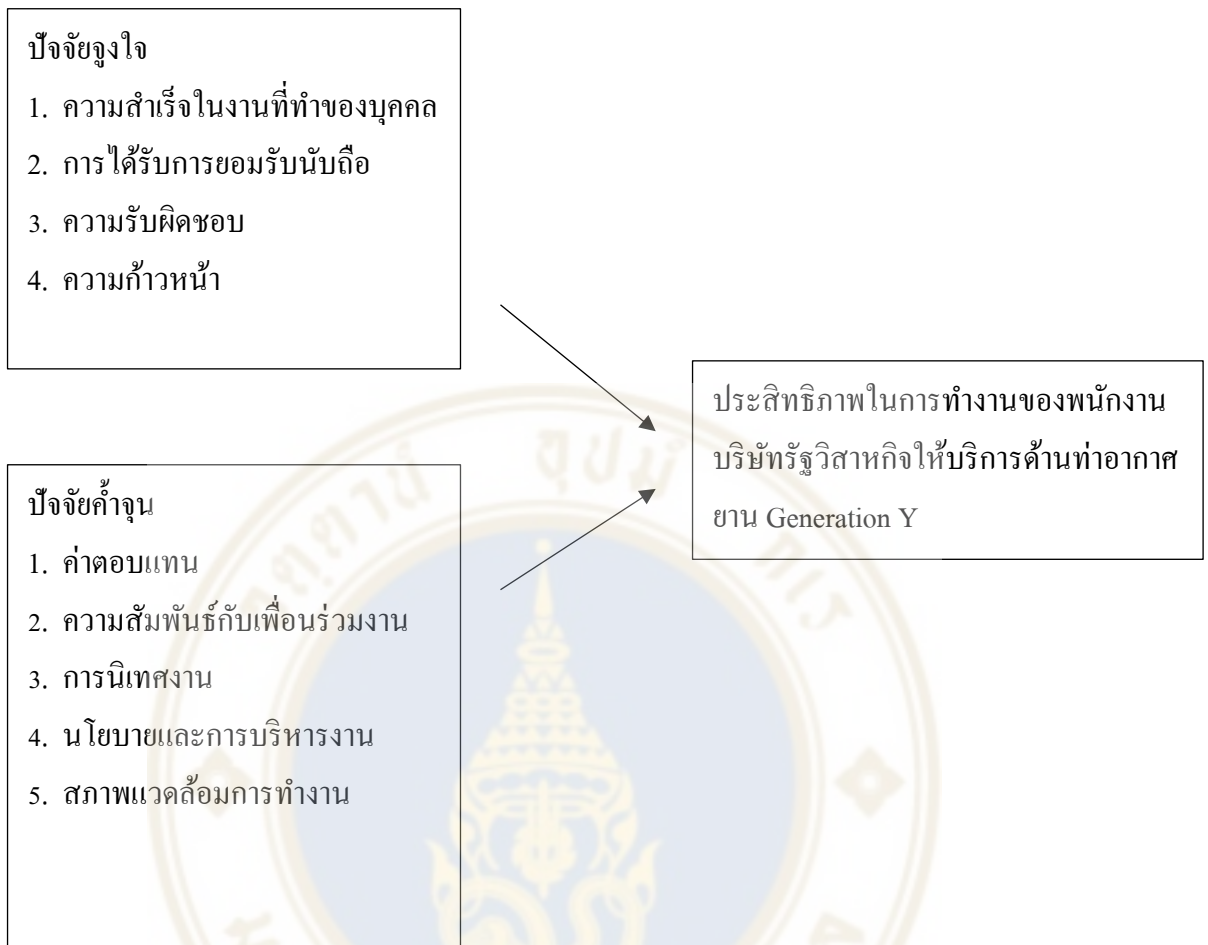 ปัจจัยจูงใจ
1. ความสำเร็จในงานที่ทำของบุคคล
2. การได้รับการยอมรับนับถือ
3. ความรับผิดชอบ
4. ความก้าวหน้า
ประสิทธิภาพในการทำงานของพนักงาน
บริษัทรัฐวิสาหกิจให้บริการด้านท่าอากาศ
ยาน Generation Y
ปัจจัยค้ำจุน
1. ค่าตอบแทน
2. ความสัมพันธ์กับเพื่อนร่วมงาน
3. การนิเทศงาน
4. นโยบายและการบริหารงาน
5. สภาพแวดล้อมการทำงาน